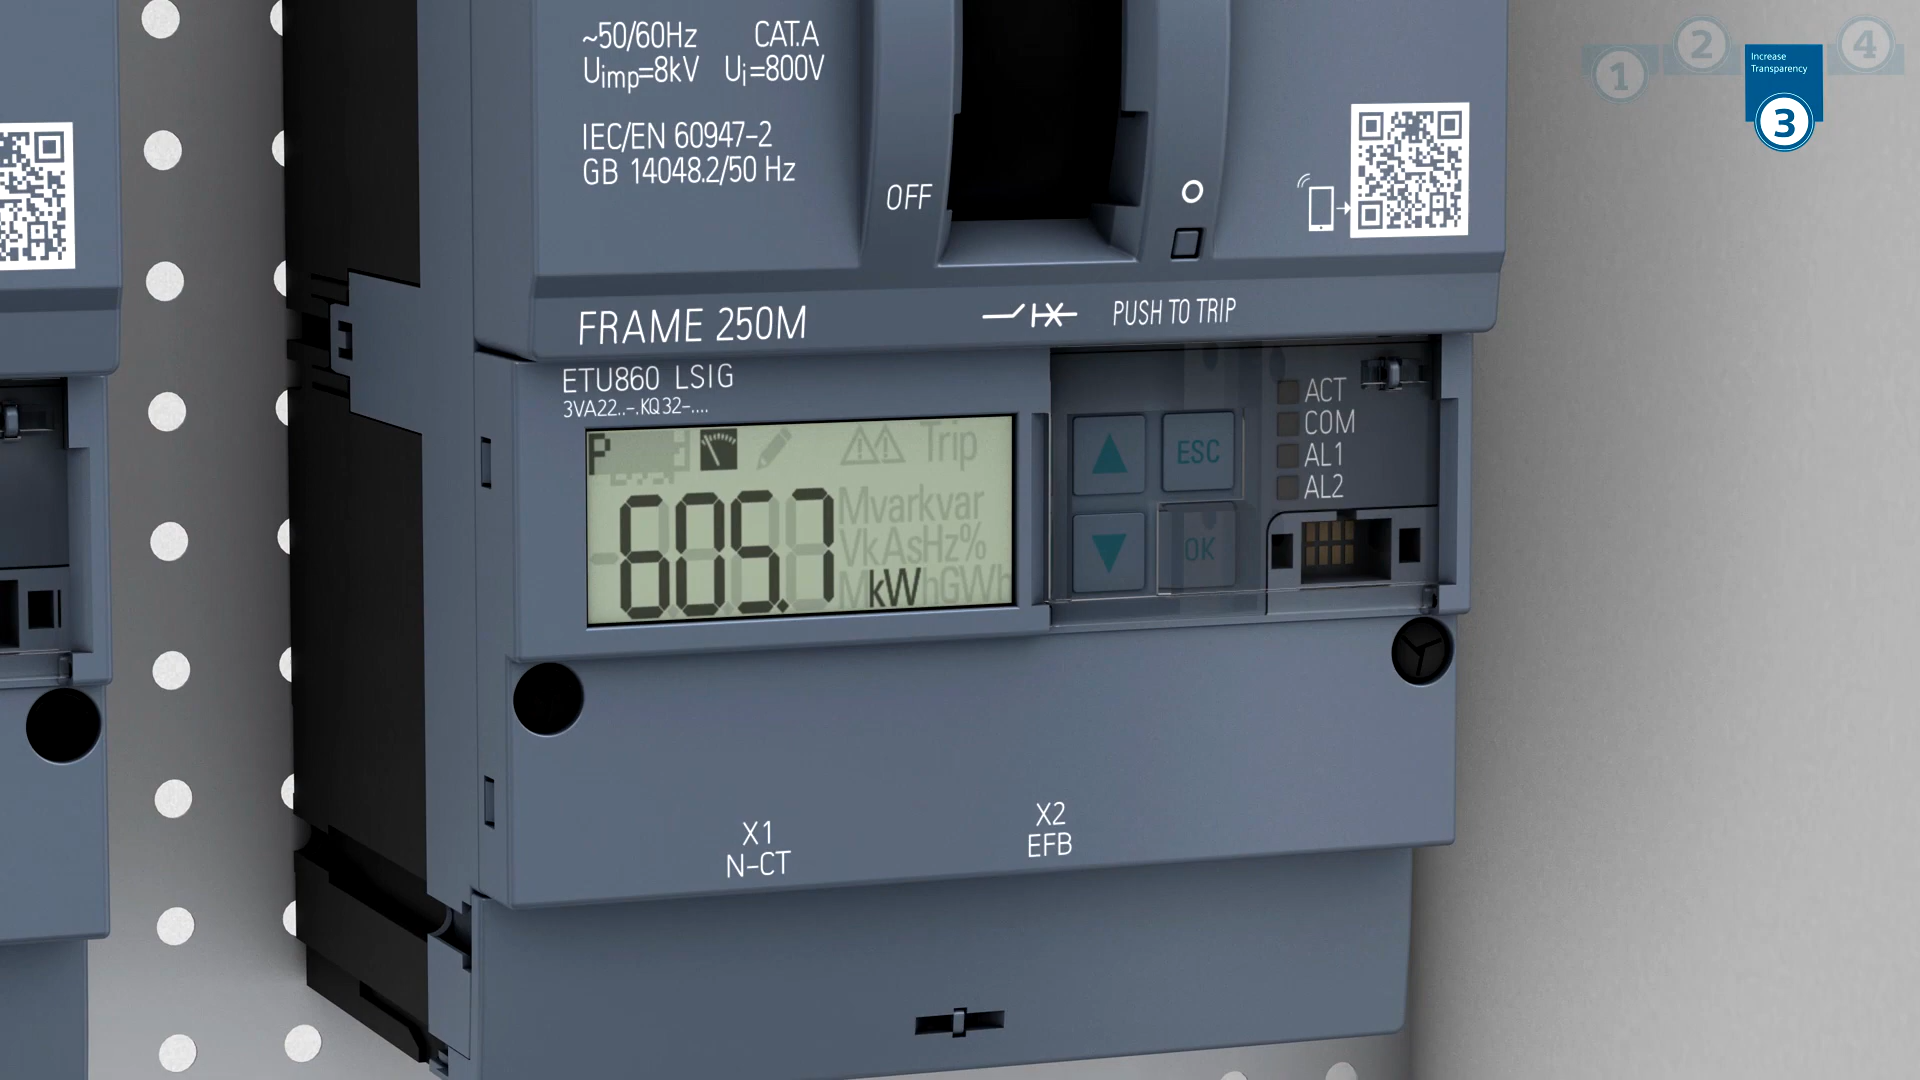 ~50/60Hz CAT.A
Uimp=8kV Ui=800V
IEC/EN 60947-2
GB 14048.2/50 Hz
OFF
FRAME 250M
PUSH TO TRIP
ETU860 LSIG
3VA22..-.KQ32-....
P
Trip
605.7
Mvarkvar
VkAsHz%
kW
hGWh
ESC
OK
ACT
COM
AL1
AL2
X1
N-CT
X2
EFB
1
2
Increase
Transparency
3
4